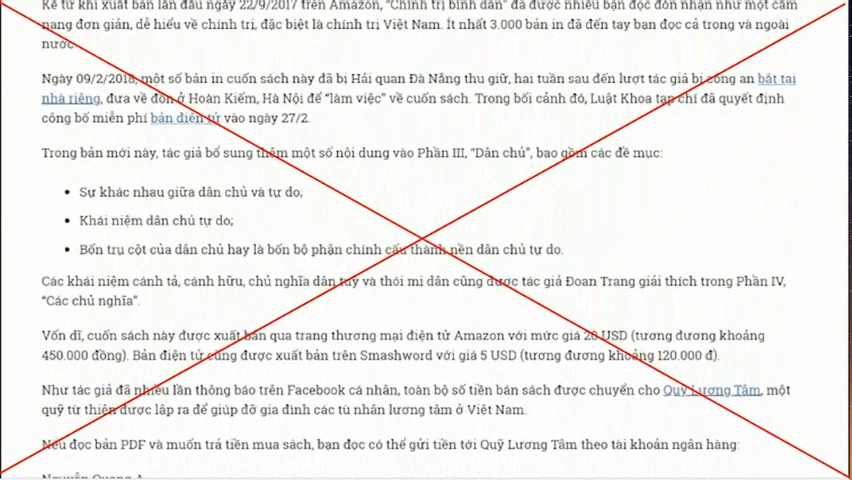 Kể từ khi xuất bản lần đầu ngày 22/9/2017 trên Amazon, “Chính trị bình dân” đã được nhiều bạn đọc đón nhận như một cẩm
nang đơn giản, dễ hiểu về chính trị, đặc biệt là chính trị Việt Nam. Ít nhất 3.000 bản in đã đến tay bạn đọc cả trong và ngoài
nước.
Ngày 09/2/2018, một số bản in cuốn sách này đã bị Hải quan Đà Nẵng thu giữ, hai tuần sau đến lượt tác giả bị công an bắt tại
nhà riêng, đưa về đồn ở Hoàn Kiếm, Hà Nội để “làm việc” về cuốn sách. Trong bối cảnh đó, Luật Khoa tạp chí đã quyết định
công bố miễn phí bản điện tử vào ngày 27/2.
Trong bản mới này, tác giả bổ sung thêm một số nội dung vào Phần III, “Dân chủ”, bao gồm các đề mục:
• Sự khác nhau giữa dân chủ và tự do;
• Khái niệm dân chủ tự do;
• Bốn trụ cột của dân chủ hay là bốn bộ phận chính cấu thành nền dân chủ tự do.
Các khái niệm cánh tả, cánh hữu, chủ nghĩa dân túy và thói mị dân cũng được tác giả Đoan Trang giải thích trong Phần IV,
“Các chủ nghĩa”.
Vốn dĩ, cuốn sách này được xuất bản qua trang thương mại điện tử Amazon với mức giá 20 USD (tương đương khoảng
450.000 đồng). Bản điện tử cũng được xuất bản trên Smashword với giá 5 USD (tương đương khoảng 120.000 đ).
Như tác giả đã nhiều lần thông báo trên Facebook cá nhân, toàn bộ số tiền bán sách được chuyển cho Quỹ Lương Tâm, một
quỹ từ thiện được lập ra để giúp đỡ gia đình các tù nhân lương tâm ở Việt Nam.
Nếu đọc bản PDF và muốn trả tiền mua sách, bạn đọc có thể gửi tiền tới Quỹ Lương Tâm theo tài khoản ngân hàng:
Nguyễn Quang A